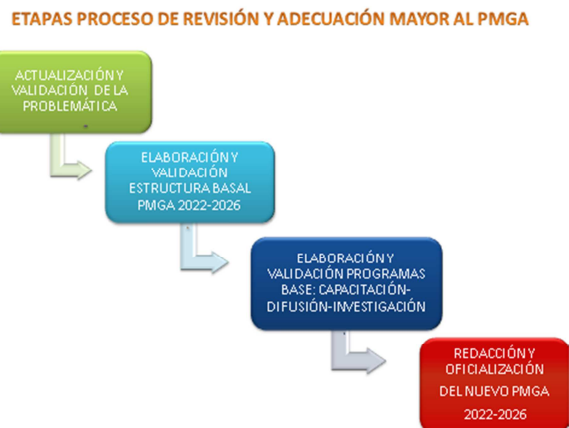 ETAPAS PROCESO DE REVISIÓN Y ADECUACIÓN MAYOR AL PMGA
ACTUALIZACIÓN Y
VALIDACIÓN DE LA
PROBLEMÁTICA
ELABORACIÓN Y
VALIDACIÓN
ESTRUCTURA BASAL
PMGA 2022-2026
ELABORACIÓN Y
VALIDACIÓN PROGRAMAS
BASE: CAPACITACIÓN-
DIFUSIÓN-INVESTIGACIÓN
REDACCIÓN Y
OFICIALIZACIÓN
DEL NUEVO PMGA
2022-2026